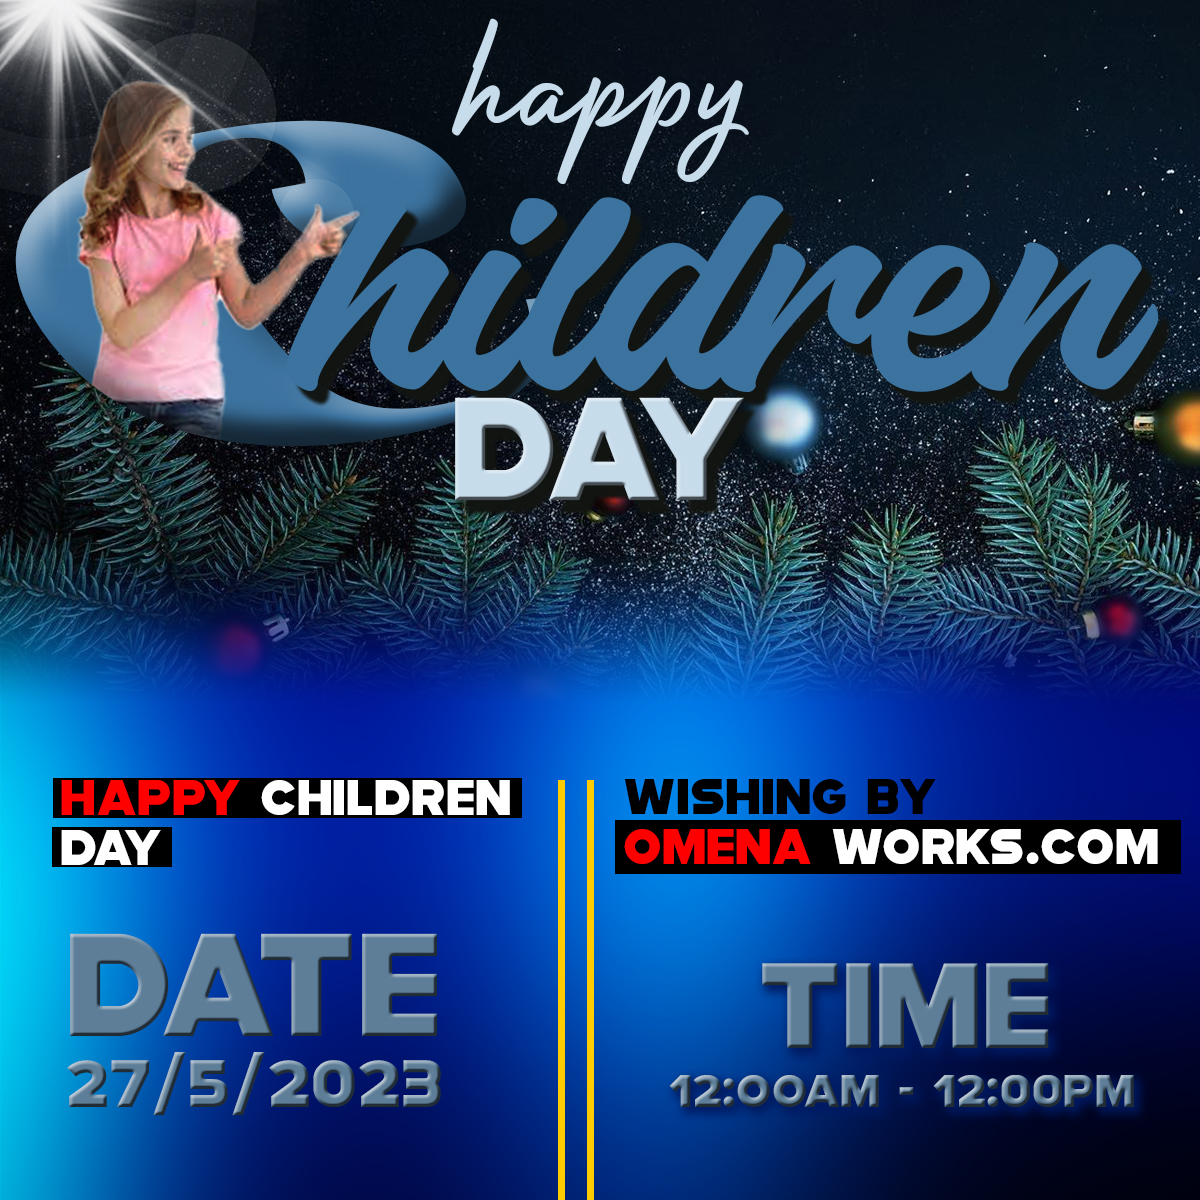 happy
Children
DAY
HAPPY CHILDREN
DAY
WISHING BY
OMENA WORKS.COM
DATE
27/5/2023
TIME
12:00AM - 12:00PM